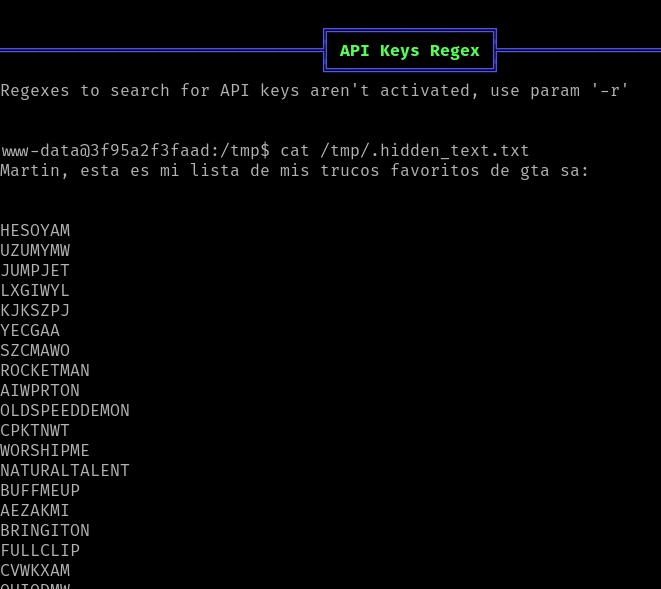 API Keys Regex
Regexes to search for API keys aren't activated, use param '-r'
www-data@3f95a2f3faad:/tmp$ cat /tmp/.hidden_text.txt
Martin, esta es mi lista de mis trucos favoritos de gta sa:
HESOYAM
UZUMYMW
JUMPJET
LXGIWYL
KJKSZPJ
YECGAA
SZCMAWO
ROCKETMAN
AIWPRTON
OLDSPEEDDEMON
CPKTNWT
WORSHIPME
NATURALTALENT
BUFFMEUP
AEZAKMI
BRINGITON
FULLCLIP
CVWKXAM